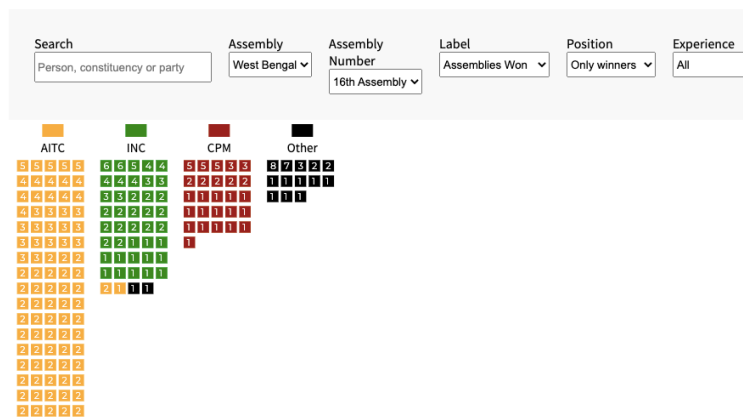 Search Assembly Assembly Number Label Position Experience
Person, constituency or party West Bengal 16th Assembly Assemblies Won Only winners All
AITC INC CPM Other
5 5 5 5 5 6 6 5 4 4 5 5 5 3 3 8 7 3 2 2
4 4 4 4 4 4 4 4 3 3 2 2 2 2 2 1 1 1 1 1
4 4 4 4 4 3 3 2 2 2 1 1 1 1 1 1 1 1
4 3 3 3 3 2 2 2 2 2 1 1 1 1 1
3 3 3 3 3 2 2 2 2 2 1 1 1 1 1
3 3 3 3 3 2 2 1 1 1 1
3 3 2 2 2 1 1 1 1 1
2 2 2 2 2 1 1 1 1 1
2 2 2 2 2 2 1 1 1
2 2 2 2 2
2 2 2 2 2
2 2 2 2 2
2 2 2 2 2
2 2 2 2 2
2 2 2 2 2
2 2 2 2 2
2 2 2 2 2